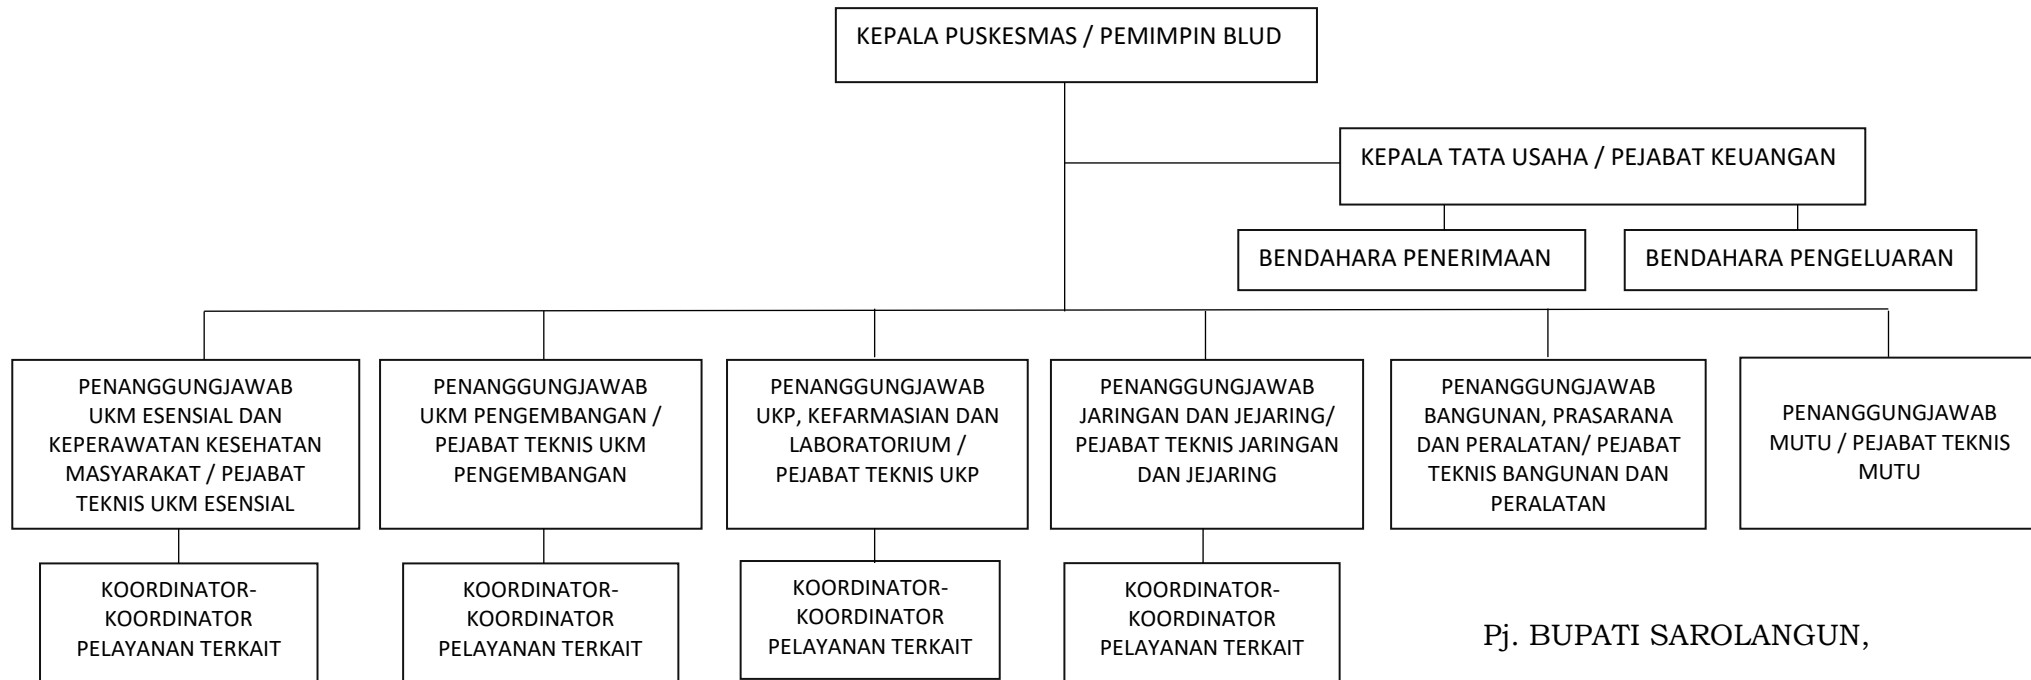 KEPALA PUSKESMAS / PEMIMPIN BLUD
KEPALA TATA USAHA / PEJABAT KEUANGAN
BENDAHARA PENERIMAAN
BENDAHARA PENGELUARAN
PENANGGUNGJAWAB
UKM ESENSIAL DAN
KEPERAWATAN KESEHATAN
MASYARAKAT / PEJABAT
TEKNIS UKM ESENSIAL
PENANGGUNGJAWAB
UKM PENGEMBANGAN /
PEJABAT TEKNIS UKM
PENGEMBANGAN
PENANGGUNGJAWAB
UKP, KEFARMASIAN DAN
LABORATORIUM /
PEJABAT TEKNIS UKP
PENANGGUNGJAWAB
JARINGAN DAN JEJARING/
PEJABAT TEKNIS JARINGAN
DAN JEJARING
PENANGGUNGJAWAB
BANGUNAN, PRASARANA
DAN PERALATAN/ PEJABAT
TEKNIS BANGUNAN DAN
PERALATAN
PENANGGUNGJAWAB
MUTU / PEJABAT TEKNIS
MUTU
KOORDINATOR-
KOORDINATOR
PELAYANAN TERKAIT
KOORDINATOR-
KOORDINATOR
PELAYANAN TERKAIT
KOORDINATOR-
KOORDINATOR
PELAYANAN TERKAIT
KOORDINATOR-
KOORDINATOR
PELAYANAN TERKAIT
Pj. BUPATI SAROLANGUN,